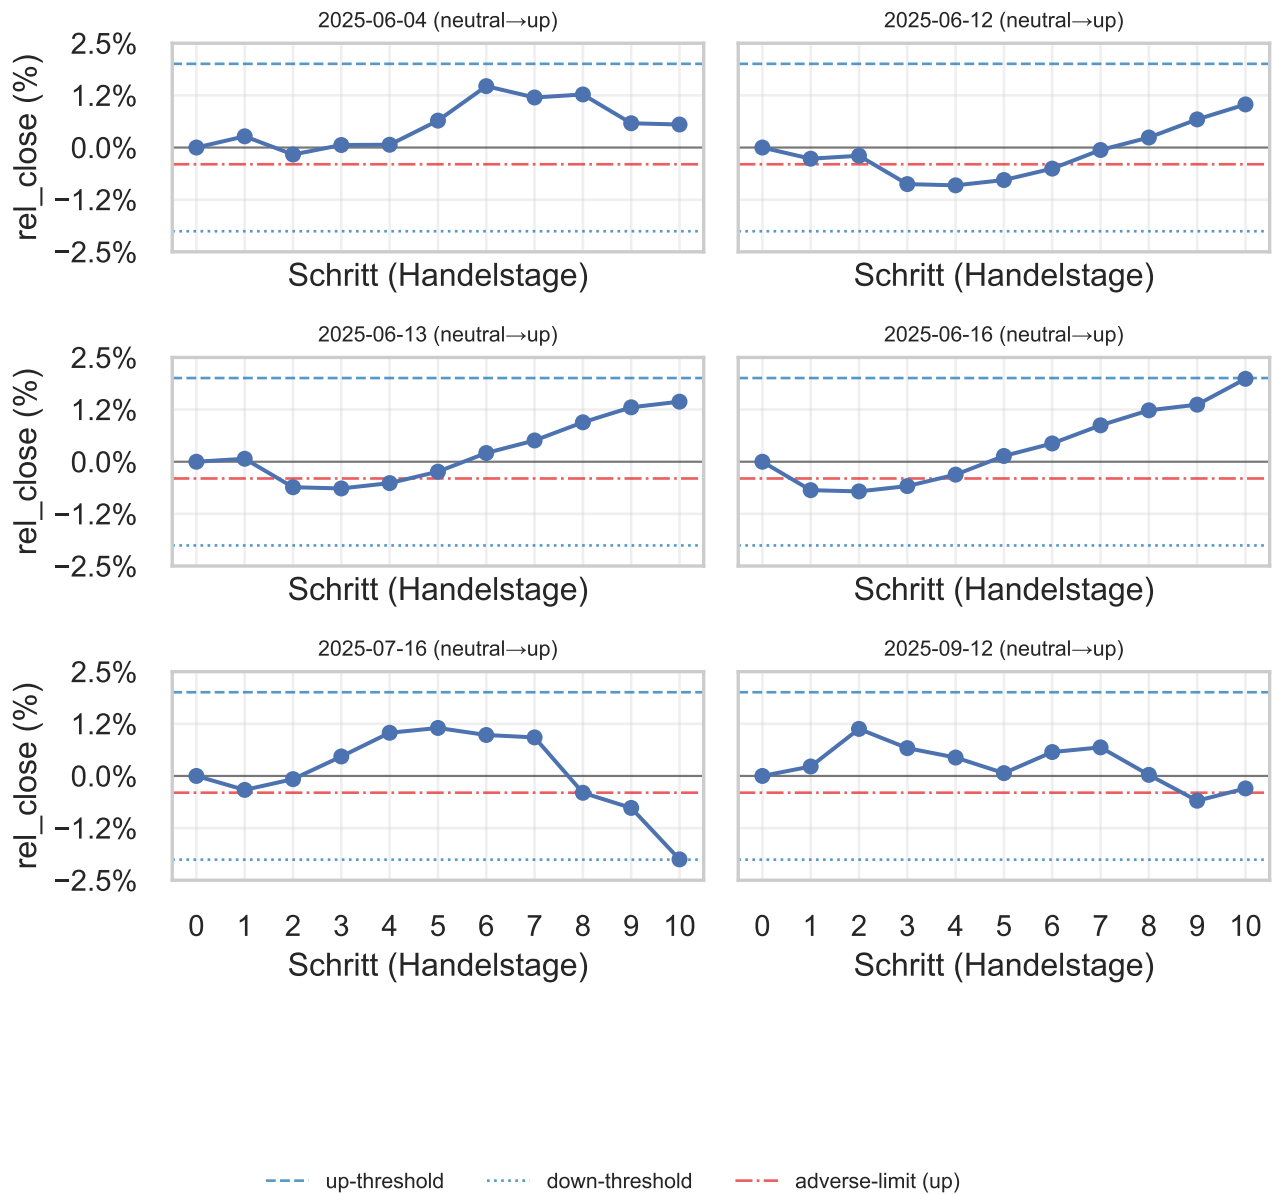 2025-06-04 (neutral→up)
2025-06-12 (neutral→up)
rel_close (%)
2.5%
1.2%
0.0%
−1.2%
−2.5%
Schritt (Handelstage)
Schritt (Handelstage)
2025-06-13 (neutral→up)
2025-06-16 (neutral→up)
rel_close (%)
2.5%
1.2%
0.0%
−1.2%
−2.5%
Schritt (Handelstage)
Schritt (Handelstage)
2025-07-16 (neutral→up)
2025-09-12 (neutral→up)
rel_close (%)
2.5%
1.2%
0.0%
−1.2%
−2.5%
0 1 2 3 4 5 6 7 8 9 10
0 1 2 3 4 5 6 7 8 9 10
Schritt (Handelstage)
Schritt (Handelstage)
up-threshold
down-threshold
adverse-limit (up)